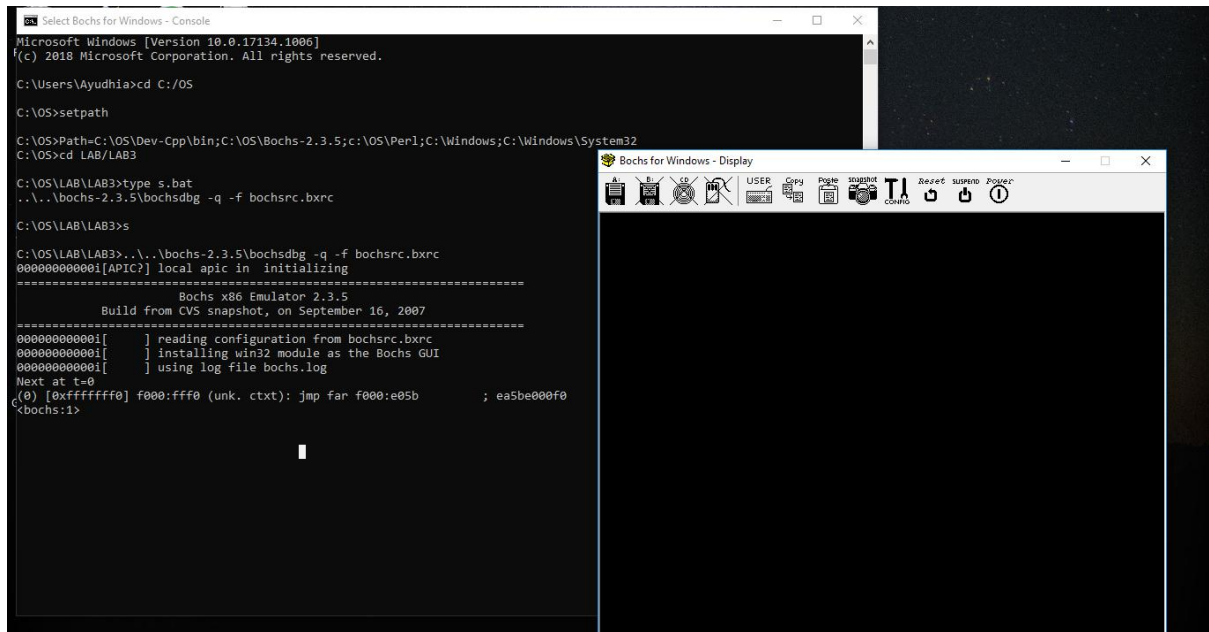 Select Bochs for Windows - Console
Microsoft Windows [Version 10.0.17134.1006]
(c) 2018 Microsoft Corporation. All rights reserved.
C:\Users\Ayudhia>cd C:/OS
C:\OS>setpath
C:\OS>Path=C:\OS\Dev-Cpp\bin;C:\OS\Bochs-2.3.5;c:\OS\Perl;C:\Windows;C:\Windows\System32
C:\OS>cd LAB/LAB3
C:\OS\LAB\LAB3>type s.bat
..\..\bochs-2.3.5\bochsdbg -q -f bochsrc.bxrc
C:\OS\LAB\LAB3>s
C:\OS\LAB\LAB3>..\..\bochs-2.3.5\bochsdbg -q -f bochsrc.bxrc
00000000000i[APIC?] local apic in  initializing
========================================================================
Bochs x86 Emulator 2.3.5
Build from CVS snapshot, on September 16, 2007
========================================================================
00000000000i[     ] reading configuration from bochsrc.bxrc
00000000000i[     ] installing win32 module as the Bochs GUI
00000000000i[     ] using log file bochs.log
Next at t=0
(0) [0xfffffff0] f000:fff0 (unk. ctxt): jmp far f000:e05b         ; ea5be000f0
<bochs:1>
Bochs for Windows - Display
A: B: CD USER Copy Paste snapshot CONFIG Reset SUSPEND Power